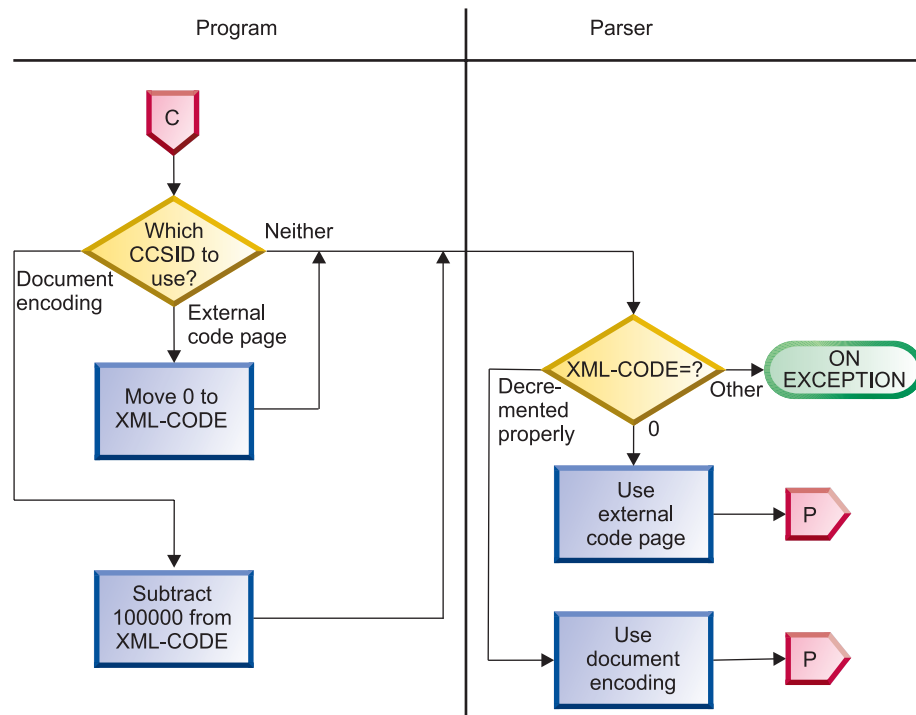 Program
Parser
C
Which
CCSID to
use?
Neither
Document
encoding
External
code page
Move 0 to
XML-CODE
Subtract
100000 from
XML-CODE
XML-CODE=?
Decre-
mented
properly
Other
ON
EXCEPTION
0
Use
external
code page
P
Use
document
encoding
P